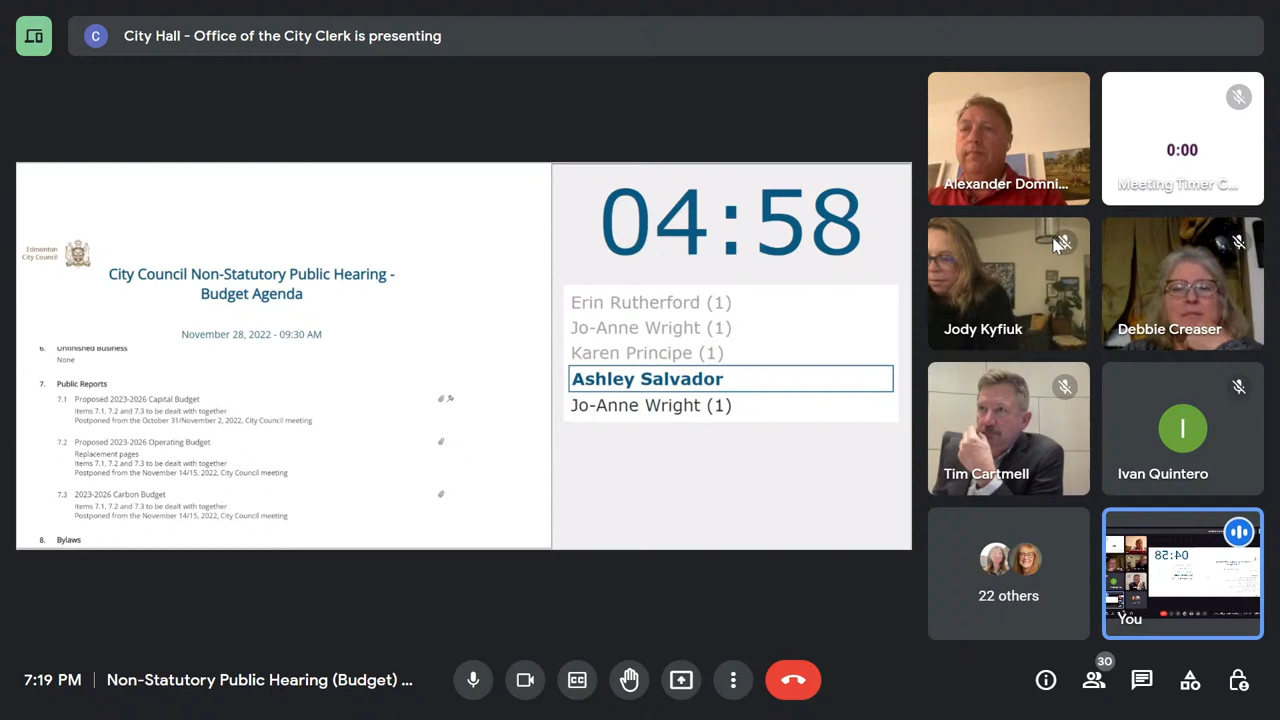 C City Hall - Office of the City Clerk is presenting
Edmonton
City Council
City Council Non-Statutory Public Hearing -
Budget Agenda
November 28, 2022 - 09:30 AM
6. Unfinished Business
None
7. Public Reports
7.1 Proposed 2023-2026 Capital Budget
Items 7.1, 7.2 and 7.3 to be dealt with together
Postponed from the October 31/November 2, 2022, City Council meeting
7.2 Proposed 2023-2026 Operating Budget
Replacement pages
Items 7.1, 7.2 and 7.3 to be dealt with together
Postponed from the November 14/15, 2022, City Council meeting
7.3 2023-2026 Carbon Budget
Items 7.1, 7.2 and 7.3 to be dealt with together
Postponed from the November 14/15, 2022, City Council meeting
8. Bylaws
04:58
Erin Rutherford (1)
Jo-Anne Wright (1)
Karen Principe (1)
Ashley Salvador
Jo-Anne Wright (1)
Alexander Domni...
0:00
Meeting Timer C...
Jody Kyfiuk
Debbie Creaser
Tim Cartmell
I
Ivan Quintero
22 others
04:58
You
7:19 PM | Non-Statutory Public Hearing (Budget) ...
CC
30